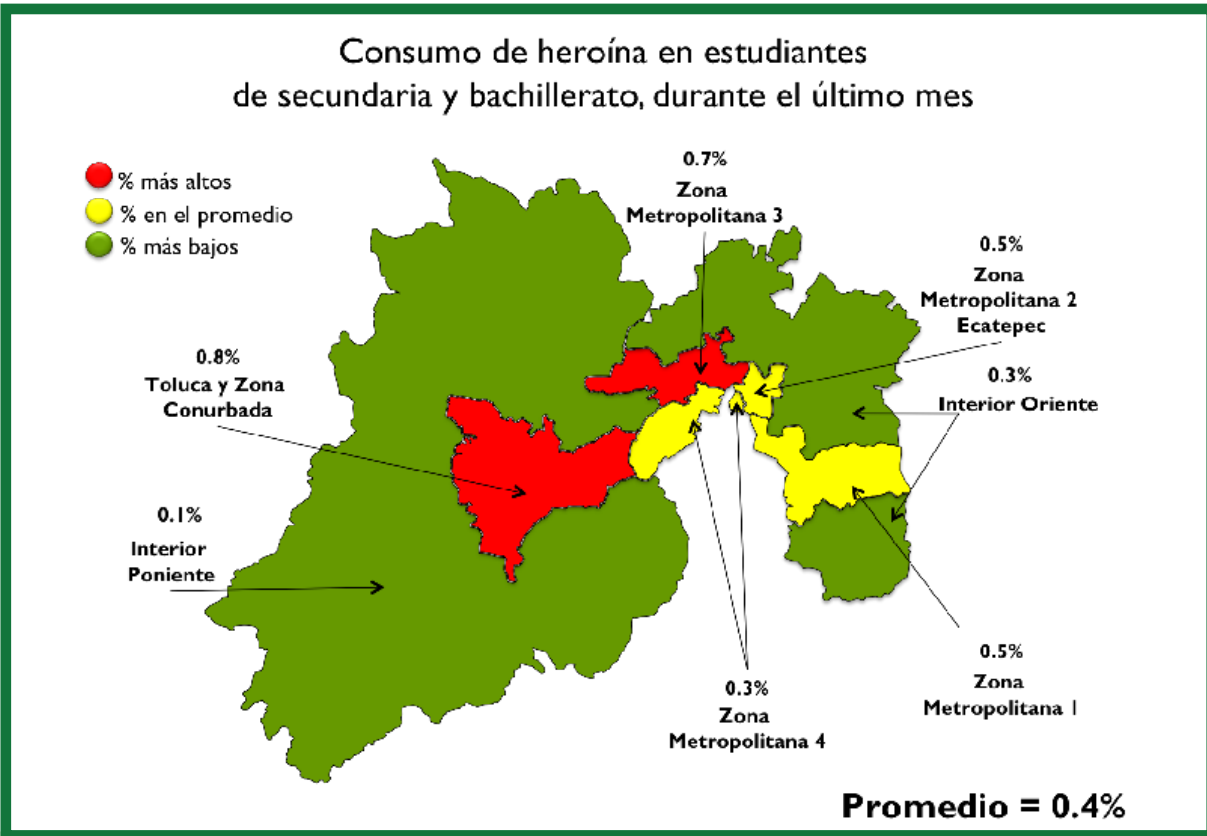 Consumo de heroína en estudiantes
de secundaria y bachillerato, durante el último mes
% más altos
% en el promedio
% más bajos
0.7%
Zona
Metropolitana 3
0.5%
Zona
Metropolitana 2
Ecatepec
0.8%
Toluca y Zona
Conurbada
0.3%
Interior Oriente
0.1%
Interior
Poniente
0.3%
Zona
Metropolitana 4
0.5%
Zona
Metropolitana 1
Promedio = 0.4%